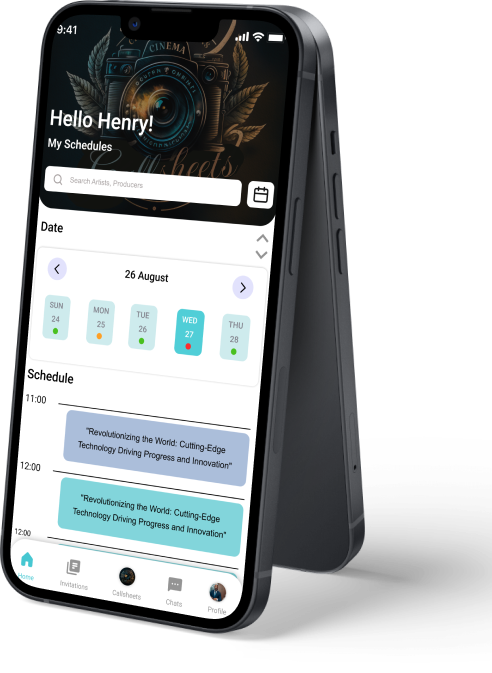 9:41
CINEMA
Hello Henry!
My Schedules
Callsheets
Search Artists, Producers
Date
26 August
SUN
24
MON
25
TUE
26
WED
27
THU
28
Schedule
11:00
"Revolutionizing the World: Cutting-Edge
Technology Driving Progress and Innovation"
12:00
"Revolutionizing the World: Cutting-Edge
Technology Driving Progress and Innovation"
12:00
Home
Invitations
Callsheets
Chats
Profile